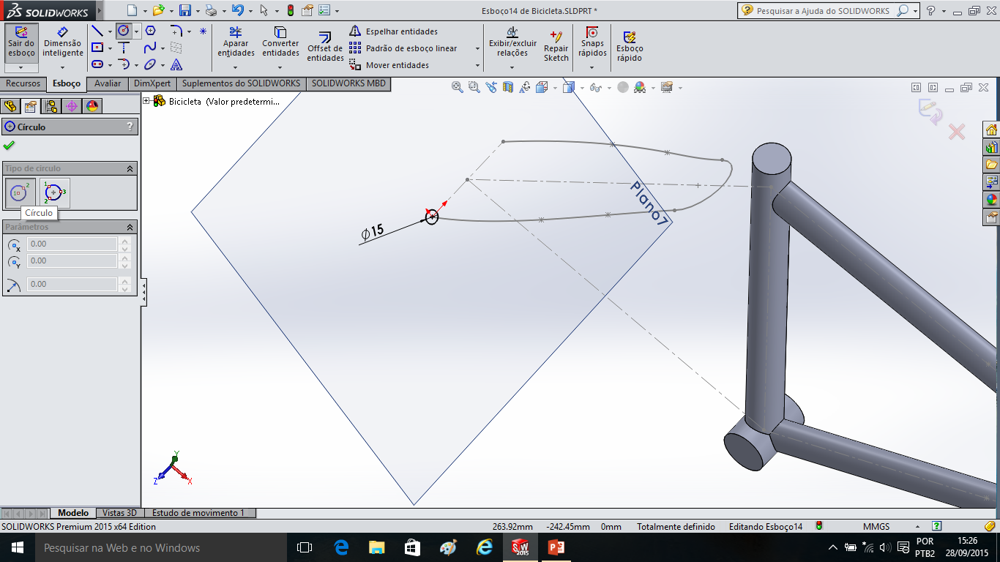 SOLIDWORKS
Esboço14 de Bicicleta.SLDPRT *
Pesquisar a Ajuda do SOLIDWORKS
Sair do
esboço
Dimensão
inteligente
Aparar
entidades
Converter
entidades
Offset de
entidades
Espelhar entidades
Padrão de esboço linear
Mover entidades
Exibir/excluir
relações
Repair
Sketch
Snaps
rápidos
Esboço
rápido
Recursos
Esboço
Avaliar
DimXpert
Suplementos do SOLIDWORKS
SOLIDWORKS MBD
Bicicleta (Valor predetermi...
Círculo
?
Tipo de círculo
Círculo
Parâmetros
0.00
0.00
0.00
Ø15
Plano7
Y
Z
X
Modelo
Vistas 3D
Estudo de movimento 1
SOLIDWORKS Premium 2015 x64 Edition
263.92mm
-242.45mm
0mm
Totalmente definido
Editando Esboço14
MMGS
Pesquisar na Web e no Windows
POR
PTB2
15:26
28/09/2015